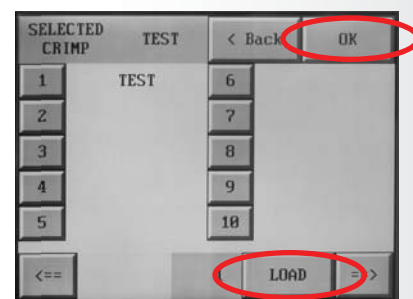 SELECTED CRIMP TEST < Back OK
1 TEST 6
2 7
3 8
4 9
5 10
<== LOAD ==>